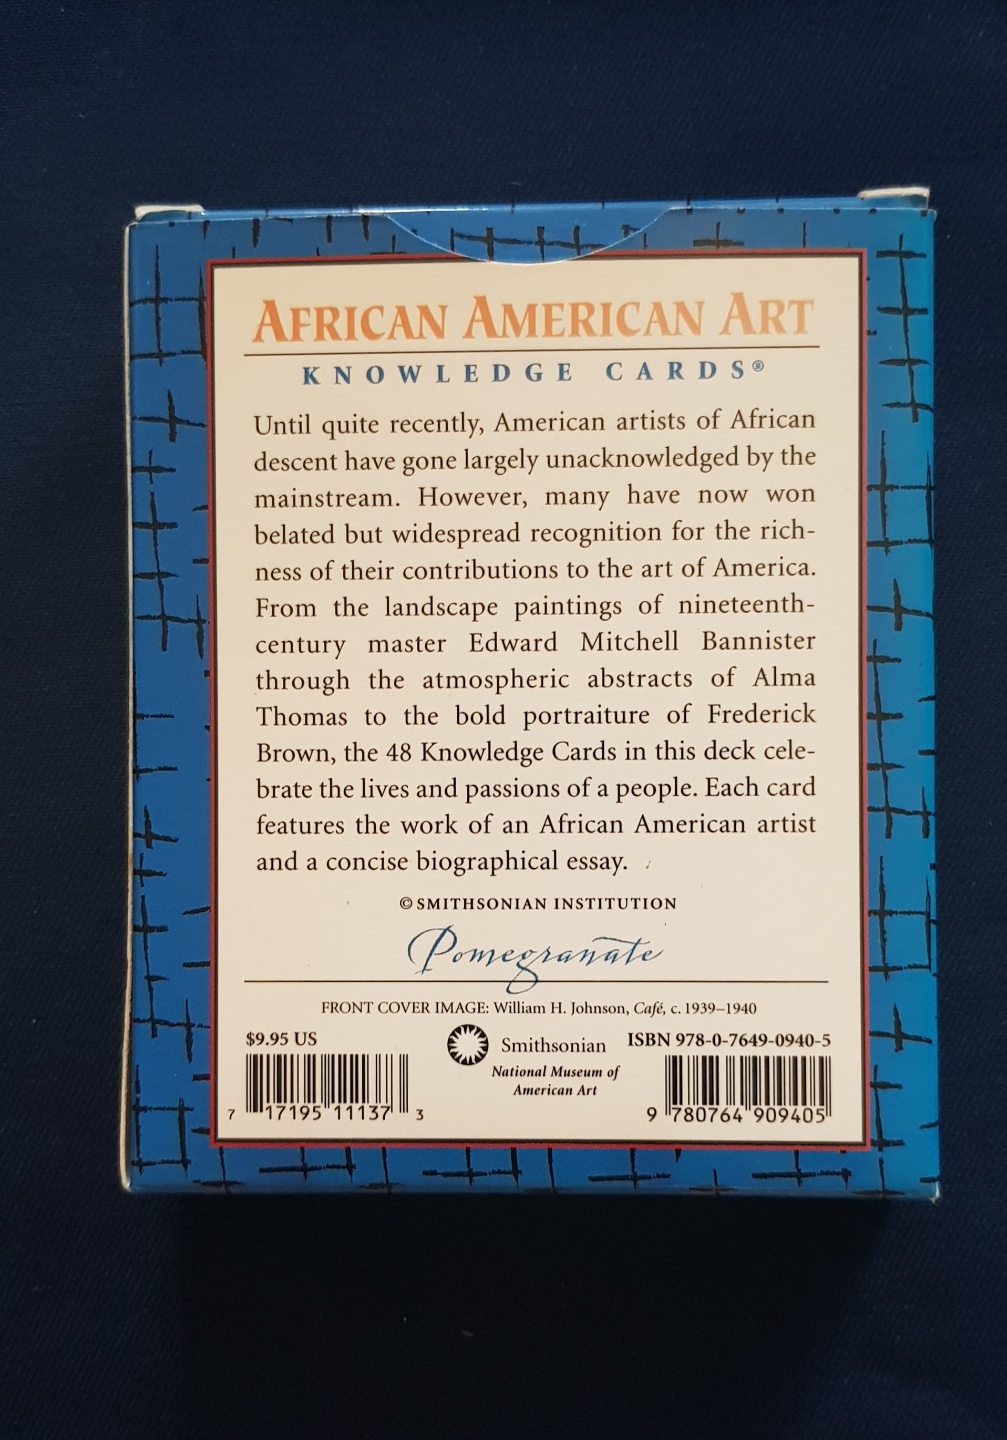 AFRICAN AMERICAN ART
KNOWLEDGE CARDS®
Until quite recently, American artists of African
descent have gone largely unacknowledged by the
mainstream. However, many have now won
belated but widespread recognition for the rich-
ness of their contributions to the art of America.
From the landscape paintings of nineteenth-
century master Edward Mitchell Bannister
through the atmospheric abstracts of Alma
Thomas to the bold portraiture of Frederick
Brown, the 48 Knowledge Cards in this deck cele-
brate the lives and passions of a people. Each card
features the work of an African American artist
and a concise biographical essay.
©SMITHSONIAN INSTITUTION
Pomegranate
FRONT COVER IMAGE: William H. Johnson, Café, c. 1939–1940
$9.95 US
7 17195 11137 3
Smithsonian
National Museum of
American Art
ISBN 978-0-7649-0940-5
9 780764 909405